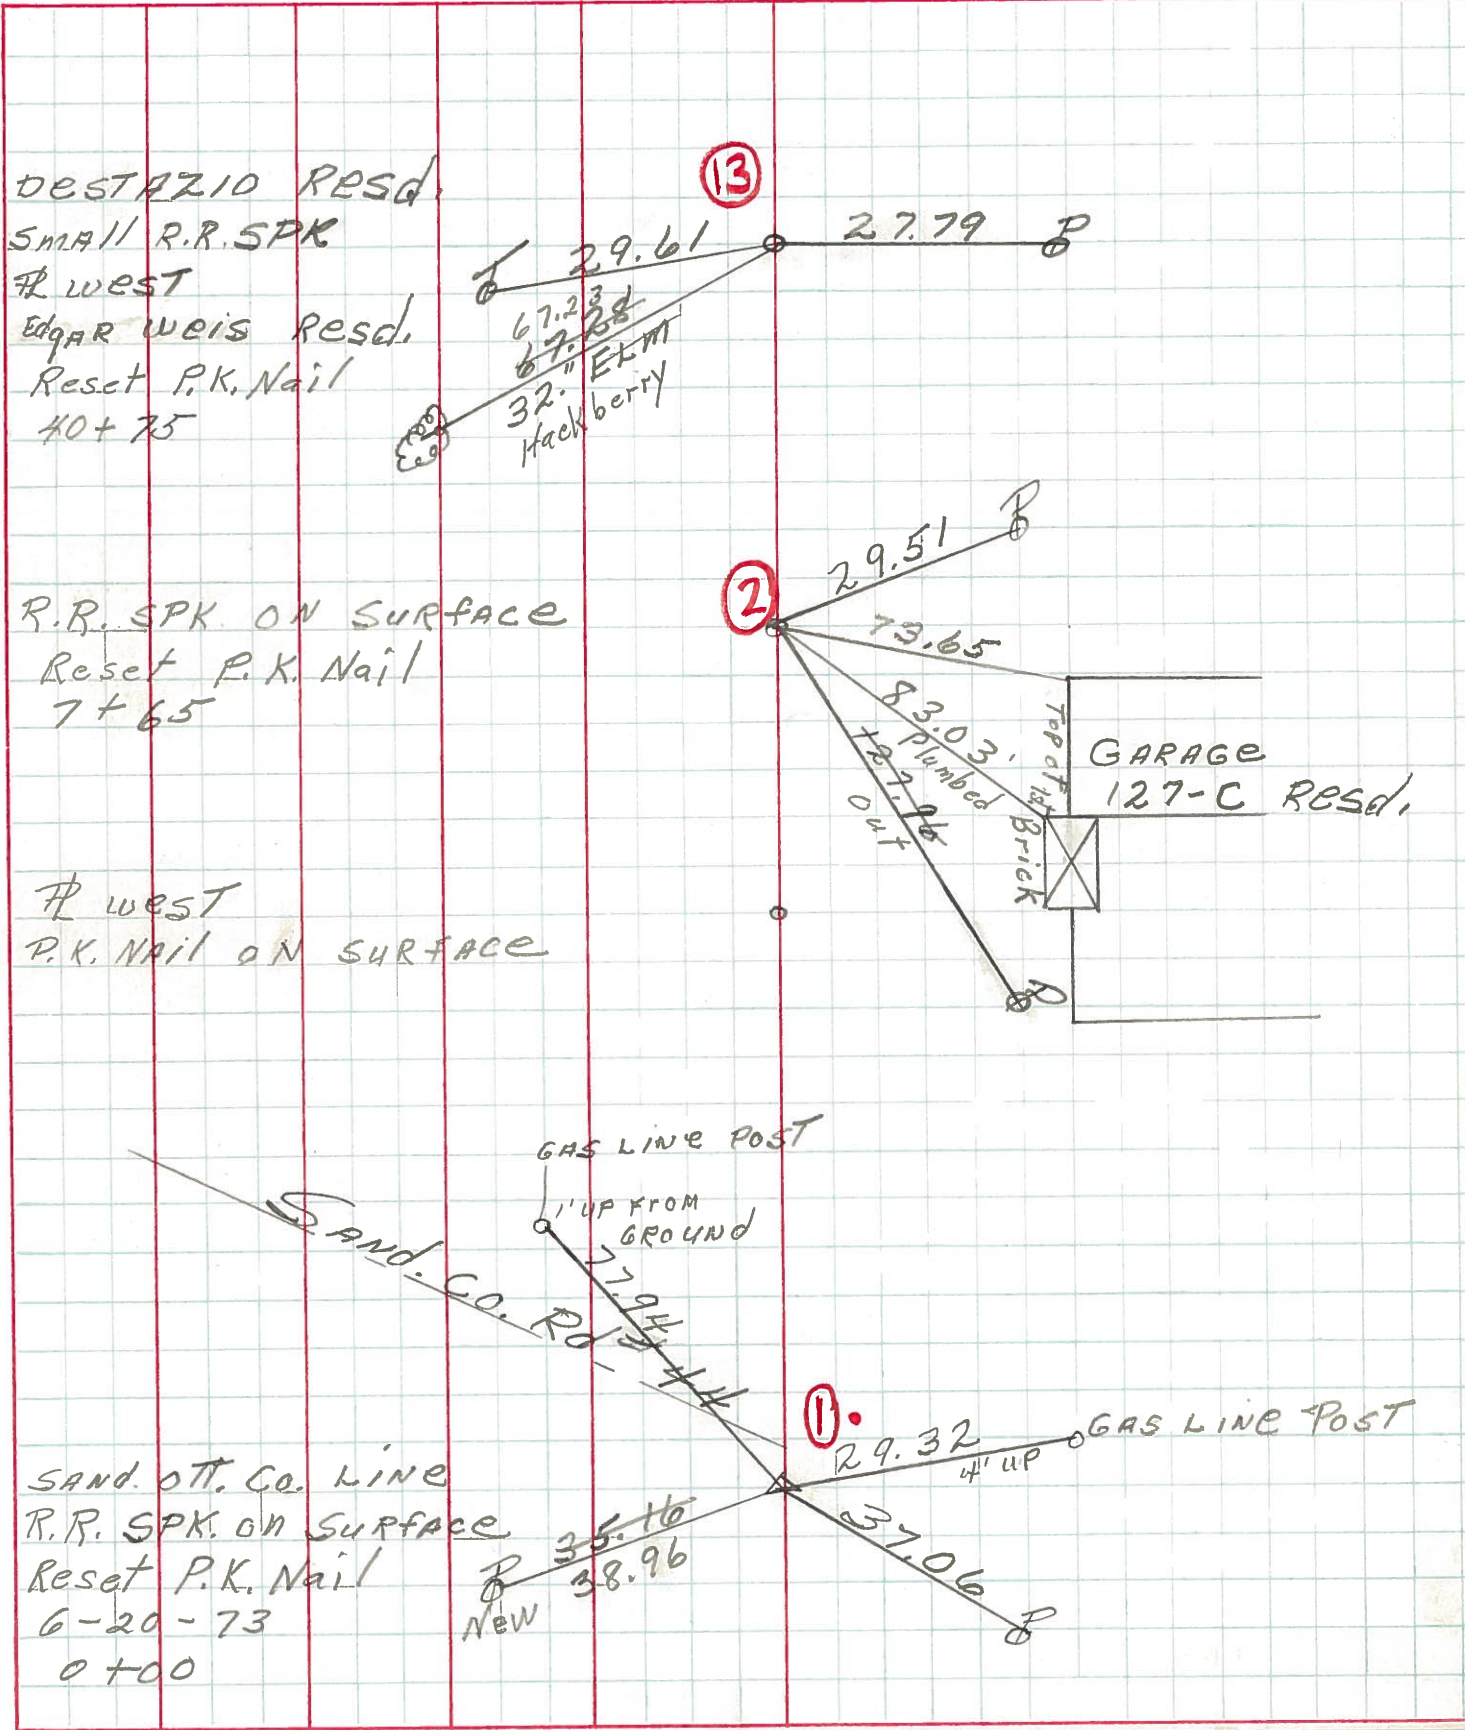 13
DESTAZIO Resd.
Small R.R. SPK
PL west
Edgar Weis Resd.
Reset P.K. Nail
40+75
T
29.61
27.79
P
67.23
67.28
32." ELM
Hackberry
2
P
29.51
R.R. SPK ON SURFACE
Reset P.K. Nail
7+65
73.65
83.03'
Plumbed
Top of 1st
Brick
127.96
out
GARAGE
127-C Resd.
P
PL west
P.K. NAil ON SURFACE
GAS LINE POST
1' UP FROM
GROUND
77.94
SAND. CO. Rd # 44
1.
29.32
4' UP
GAS LINE POST
37.06
P
SAND. OTT. CO. LINE
R.R. SPK. on SURFACE
Reset P.K. Nail
6-20-73
0+00
35.16
38.96
P
New